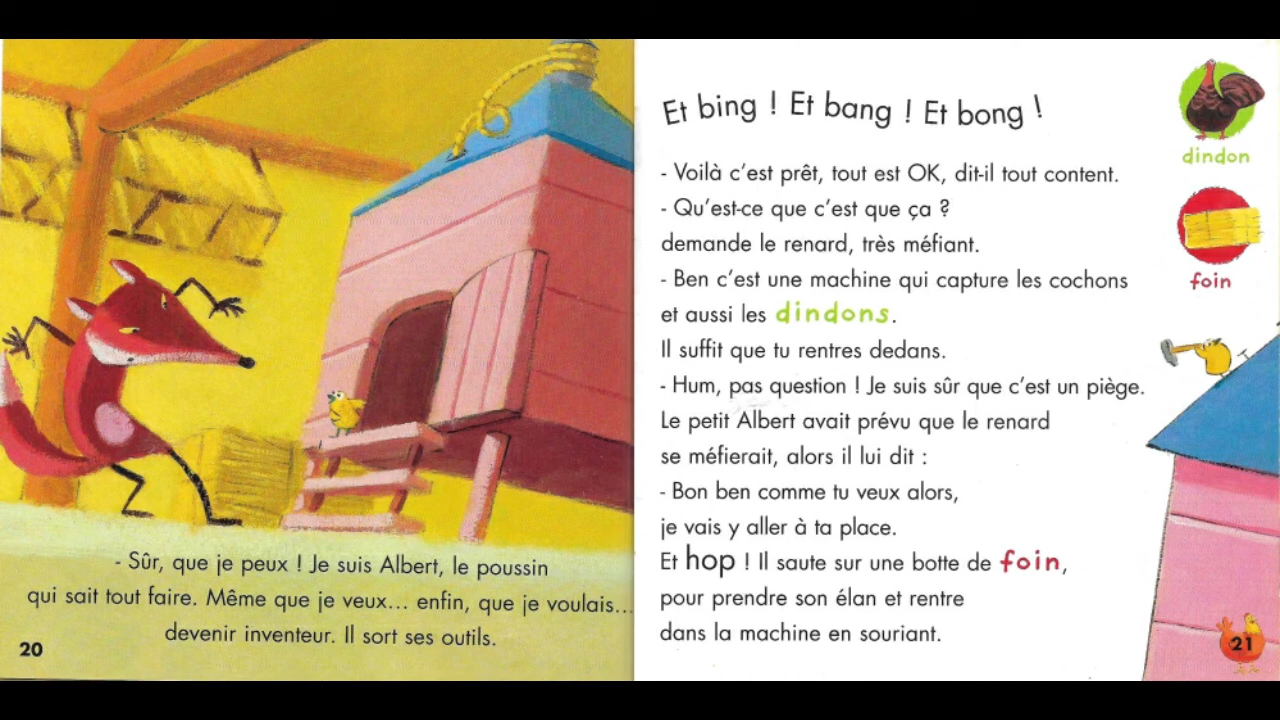 - Sûr, que je peux ! Je suis Albert, le poussin
qui sait tout faire. Même que je veux... enfin, que je voulais...
devenir inventeur. Il sort ses outils.
20
Et bing ! Et bang ! Et bong !
- Voilà c'est prêt, tout est OK, dit-il tout content.
- Qu'est-ce que c'est que ça ?
demande le renard, très méfiant.
- Ben c'est une machine qui capture les cochons
et aussi les dindons.
Il suffit que tu rentres dedans.
- Hum, pas question ! Je suis sûr que c'est un piège.
Le petit Albert avait prévu que le renard
se méfierait, alors il lui dit :
- Bon ben comme tu veux alors,
je vais y aller à ta place.
Et hop ! Il saute sur une botte de foin,
pour prendre son élan et rentre
dans la machine en souriant.
dindon
foin
21